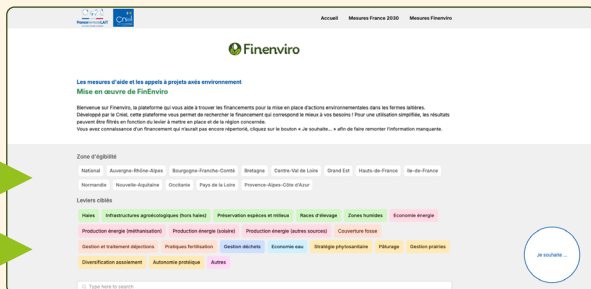 FRANCE TERRE DE LAIT
Cniel
Accueil Mesures France 2030 Mesures Finenviro
Finenviro
Les mesures d'aide et les appels à projets axés environnement
Mise en œuvre de FinEnviro
Bienvenue sur Finenviro, la plateforme qui vous aide à trouver les financements pour la mise en place d'actions environnementales dans les fermes laitières.
Développée par le Cniel, cette plateforme vous permet de rechercher le financement qui correspond le mieux à vos besoins ! Pour une utilisation simplifiée, les résultats
peuvent être filtrés en fonction du levier à mettre en place et de la région concernée.
Vous avez connaissance d'un financement qui n'aurait pas encore répertorié, cliquez sur le bouton « Je souhaite... » afin de faire remonter l'information manquante.
Zone d'égibilité
National Auvergne-Rhône-Alpes Bourgogne-Franche-Comté Bretagne Centre-Val de Loire Grand Est Hauts-de-France Ile-de-France
Normandie Nouvelle-Aquitaine Occitanie Pays de la Loire Provence-Alpes-Côte d'Azur
Leviers ciblés
Haies Infrastructures agroécologiques (hors haies) Préservation espèces et milieux Races d'élevage Zones humides Economie énergie
Production énergie (méthanisation) Production énergie (solaire) Production énergie (autres sources) Couverture fosse
Gestion et traitement déjections Pratiques fertilisation Gestion déchets Economie eau Stratégie phytosanitaire Pâturage Gestion prairies
Diversification assolement Autonomie protéique Autres
Je souhaite ...
Type here to search